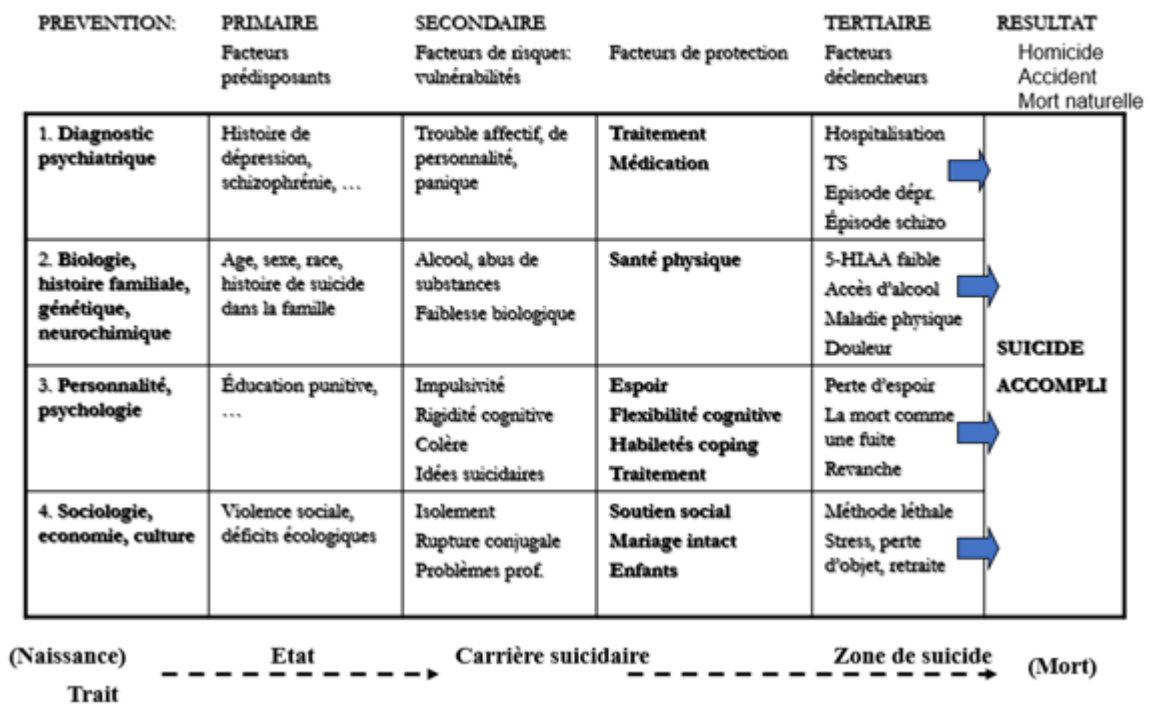 PREVENTION: PRIMAIRE SECONDAIRE TERTIAIRE RESULTAT
Facteurs prédisposants
Facteurs de risques: vulnérabilités
Facteurs de protection
Facteurs déclencheurs
Homicide
Accident
Mort naturelle
1. Diagnostic
psychiatrique
Histoire de
dépression,
schizophrénie, …
Trouble affectif, de
personnalité,
panique
Traitement
Médication
Hospitalisation
TS
Episode dépr.
Épisode schizo
2. Biologie,
histoire familiale,
génétique,
neurochimique
Age, sexe, race,
histoire de suicide
dans la famille
Alcool, abus de
substances
Faiblesse biologique
Santé physique
5-HIAA faible
Accès d'alcool
Maladie physique
Douleur
3. Personnalité,
psychologie
Éducation punitive,
…
Impulsivité
Rigidité cognitive
Colère
Idées suicidaires
Espoir
Flexibilité cognitive
Habiletés coping
Traitement
Perte d'espoir
La mort comme
une fuite
Revanche
4. Sociologie,
economie, culture
Violence sociale,
déficits écologiques
Isolement
Rupture conjugale
Problèmes prof.
Soutien social
Mariage intact
Enfants
Méthode léthale
Stress, perte
d'objet, retraite
SUICIDE
ACCOMPLI
(Naissance) Etat Carrière suicidaire Zone de suicide (Mort)
Trait